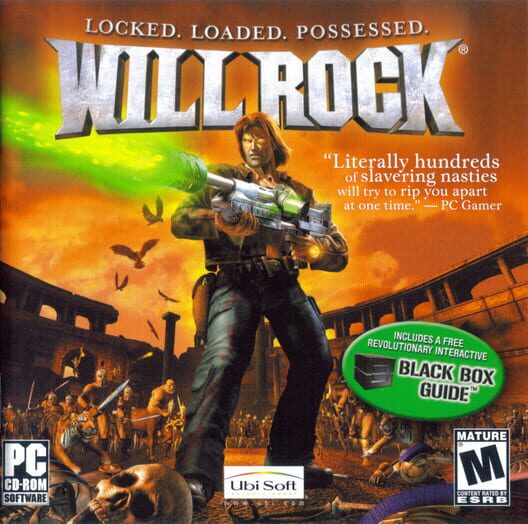 LOCKED. LOADED. POSSESSED.
WILL ROCK®
“Literally hundreds
of slavering nasties
will try to rip you apart
at one time.” — PC Gamer
INCLUDES A FREE
REVOLUTIONARY INTERACTIVE
BLACK BOX
GUIDE™
PC
CD-ROM
SOFTWARE
Ubi Soft
MATURE
M
CONTENT RATED BY
ESRB